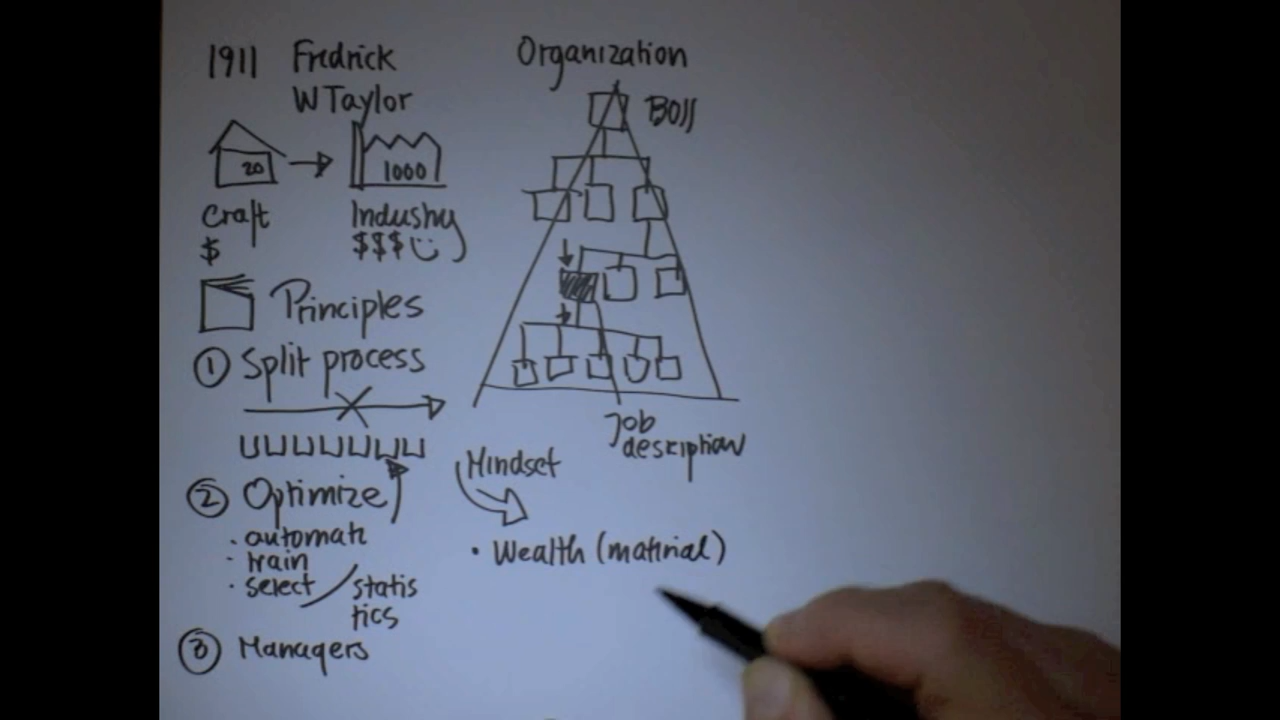 1911 Fredrick
W Taylor
20
1000
Craft
Industry
$
$$$
Principles
1 Split process
2 Optimize
· automate
· train
· select / statis
tics
3 Managers
Organization
Boss
Job
description
Mindset
· Wealth (material)